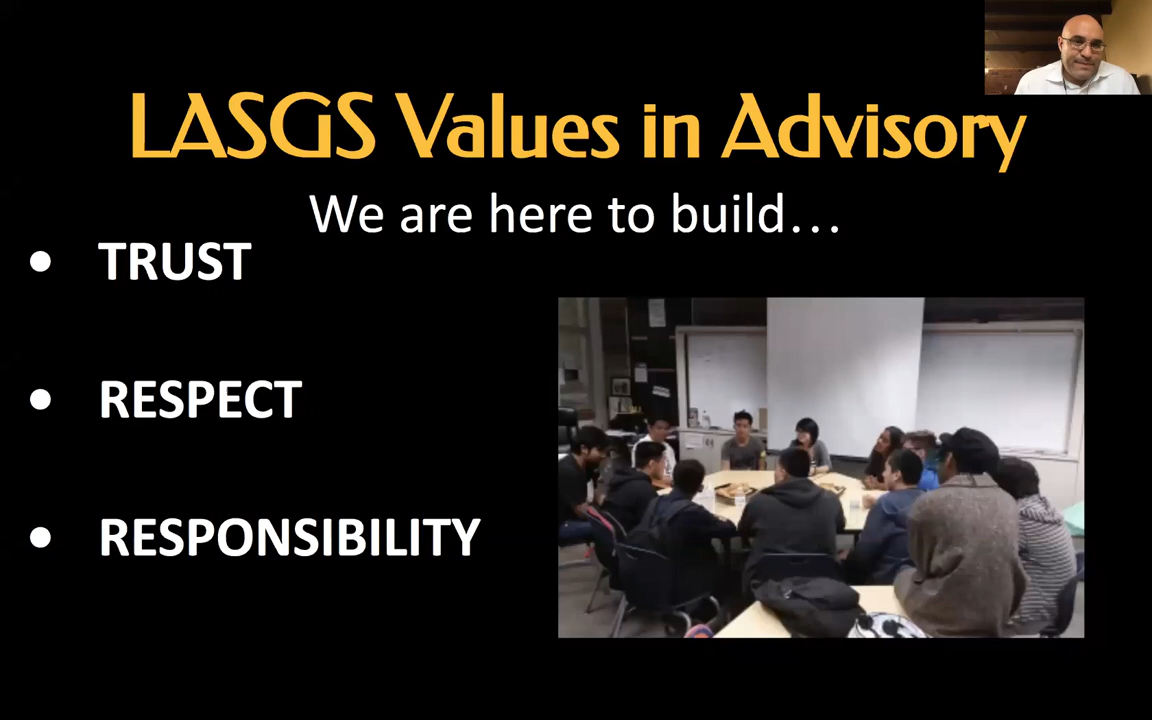 LASGS Values in Advisory
We are here to build…
• TRUST
• RESPECT
• RESPONSIBILITY